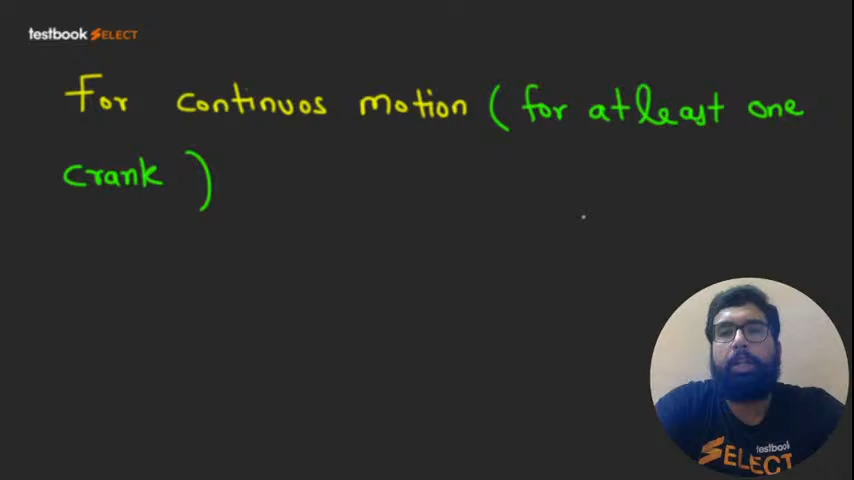 testbook SELECT
For continuos motion (for atleast one
crank )
testbook
SELECT